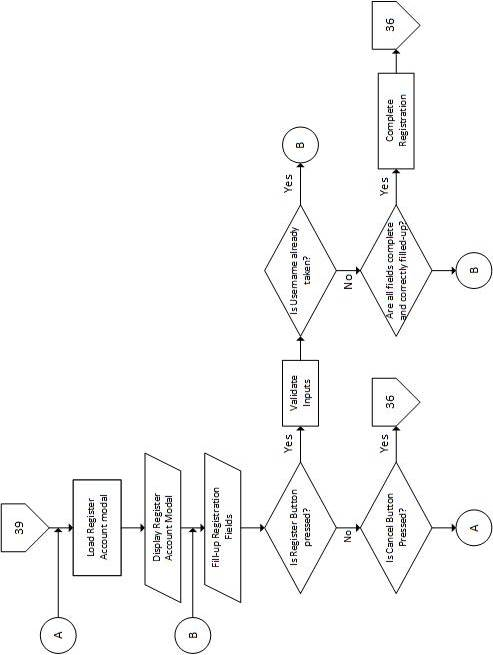 39
A
Load Register
Account modal
Display Register
Account Modal
B
Fill-up Registration
Fields
Is Register Button
pressed?
Yes
Validate
Inputs
Is Username already
taken?
Yes
B
No
Are all fields complete
and correctly filled-up?
Yes
Complete
Registration
36
B
No
Is Cancel Button
Pressed?
Yes
36
A